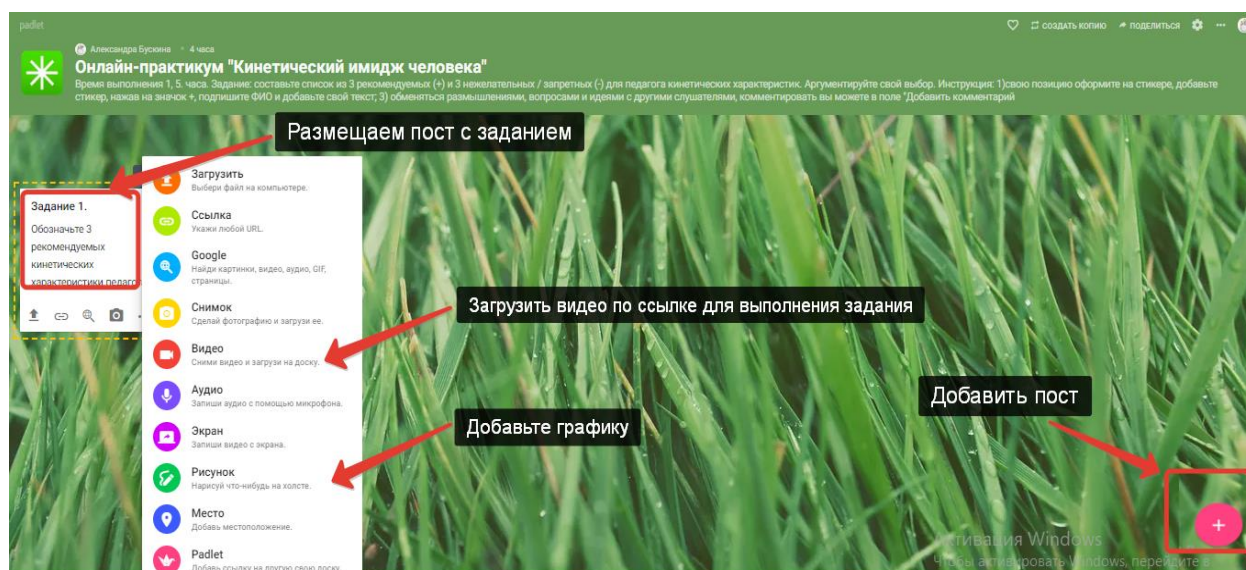 padlet
создать копию поделиться
Александра Бускина 4 часа
Онлайн-практикум "Кинетический имидж человека"
Время выполнения 1, 5. часа. Задание: составьте список из 3 рекомендуемых (+) и 3 нежелательных / запретных (-) для педагога кинетических характеристик. Аргументируйте свой выбор. Инструкция: 1)свою позицию оформите на стикере, добавьте
стикер, нажав на значок +, подпишите ФИО и добавьте свой текст; 3) обменяться размышлениями, вопросами и идеями с другими слушателями, комментировать вы можете в поле "Добавить комментарий
Размещаем пост с заданием
Задание 1.
Обозначьте 3
рекомендуемых
кинетических
характеристики
Загрузить
Выбери файл на компьютере.
Ссылка
Укажи любой URL.
Google
Найди картинки, видео, аудио, GIF,
страницы.
Снимок
Сделай фотографию и загрузи ее.
Видео
Сними видео и загрузи на доску.
Аудио
Запиши аудио с помощью микрофона.
Экран
Запиши видео с экрана.
Рисунок
Нарисуй что-нибудь на холсте.
Место
Добавь местоположение.
Padlet
Добавь ссылку на другую свою доску
Загрузить видео по ссылке для выполнения задания
Добавьте графику
Добавить пост
Активация Windows
Чтобы активировать Windows, перейдите в